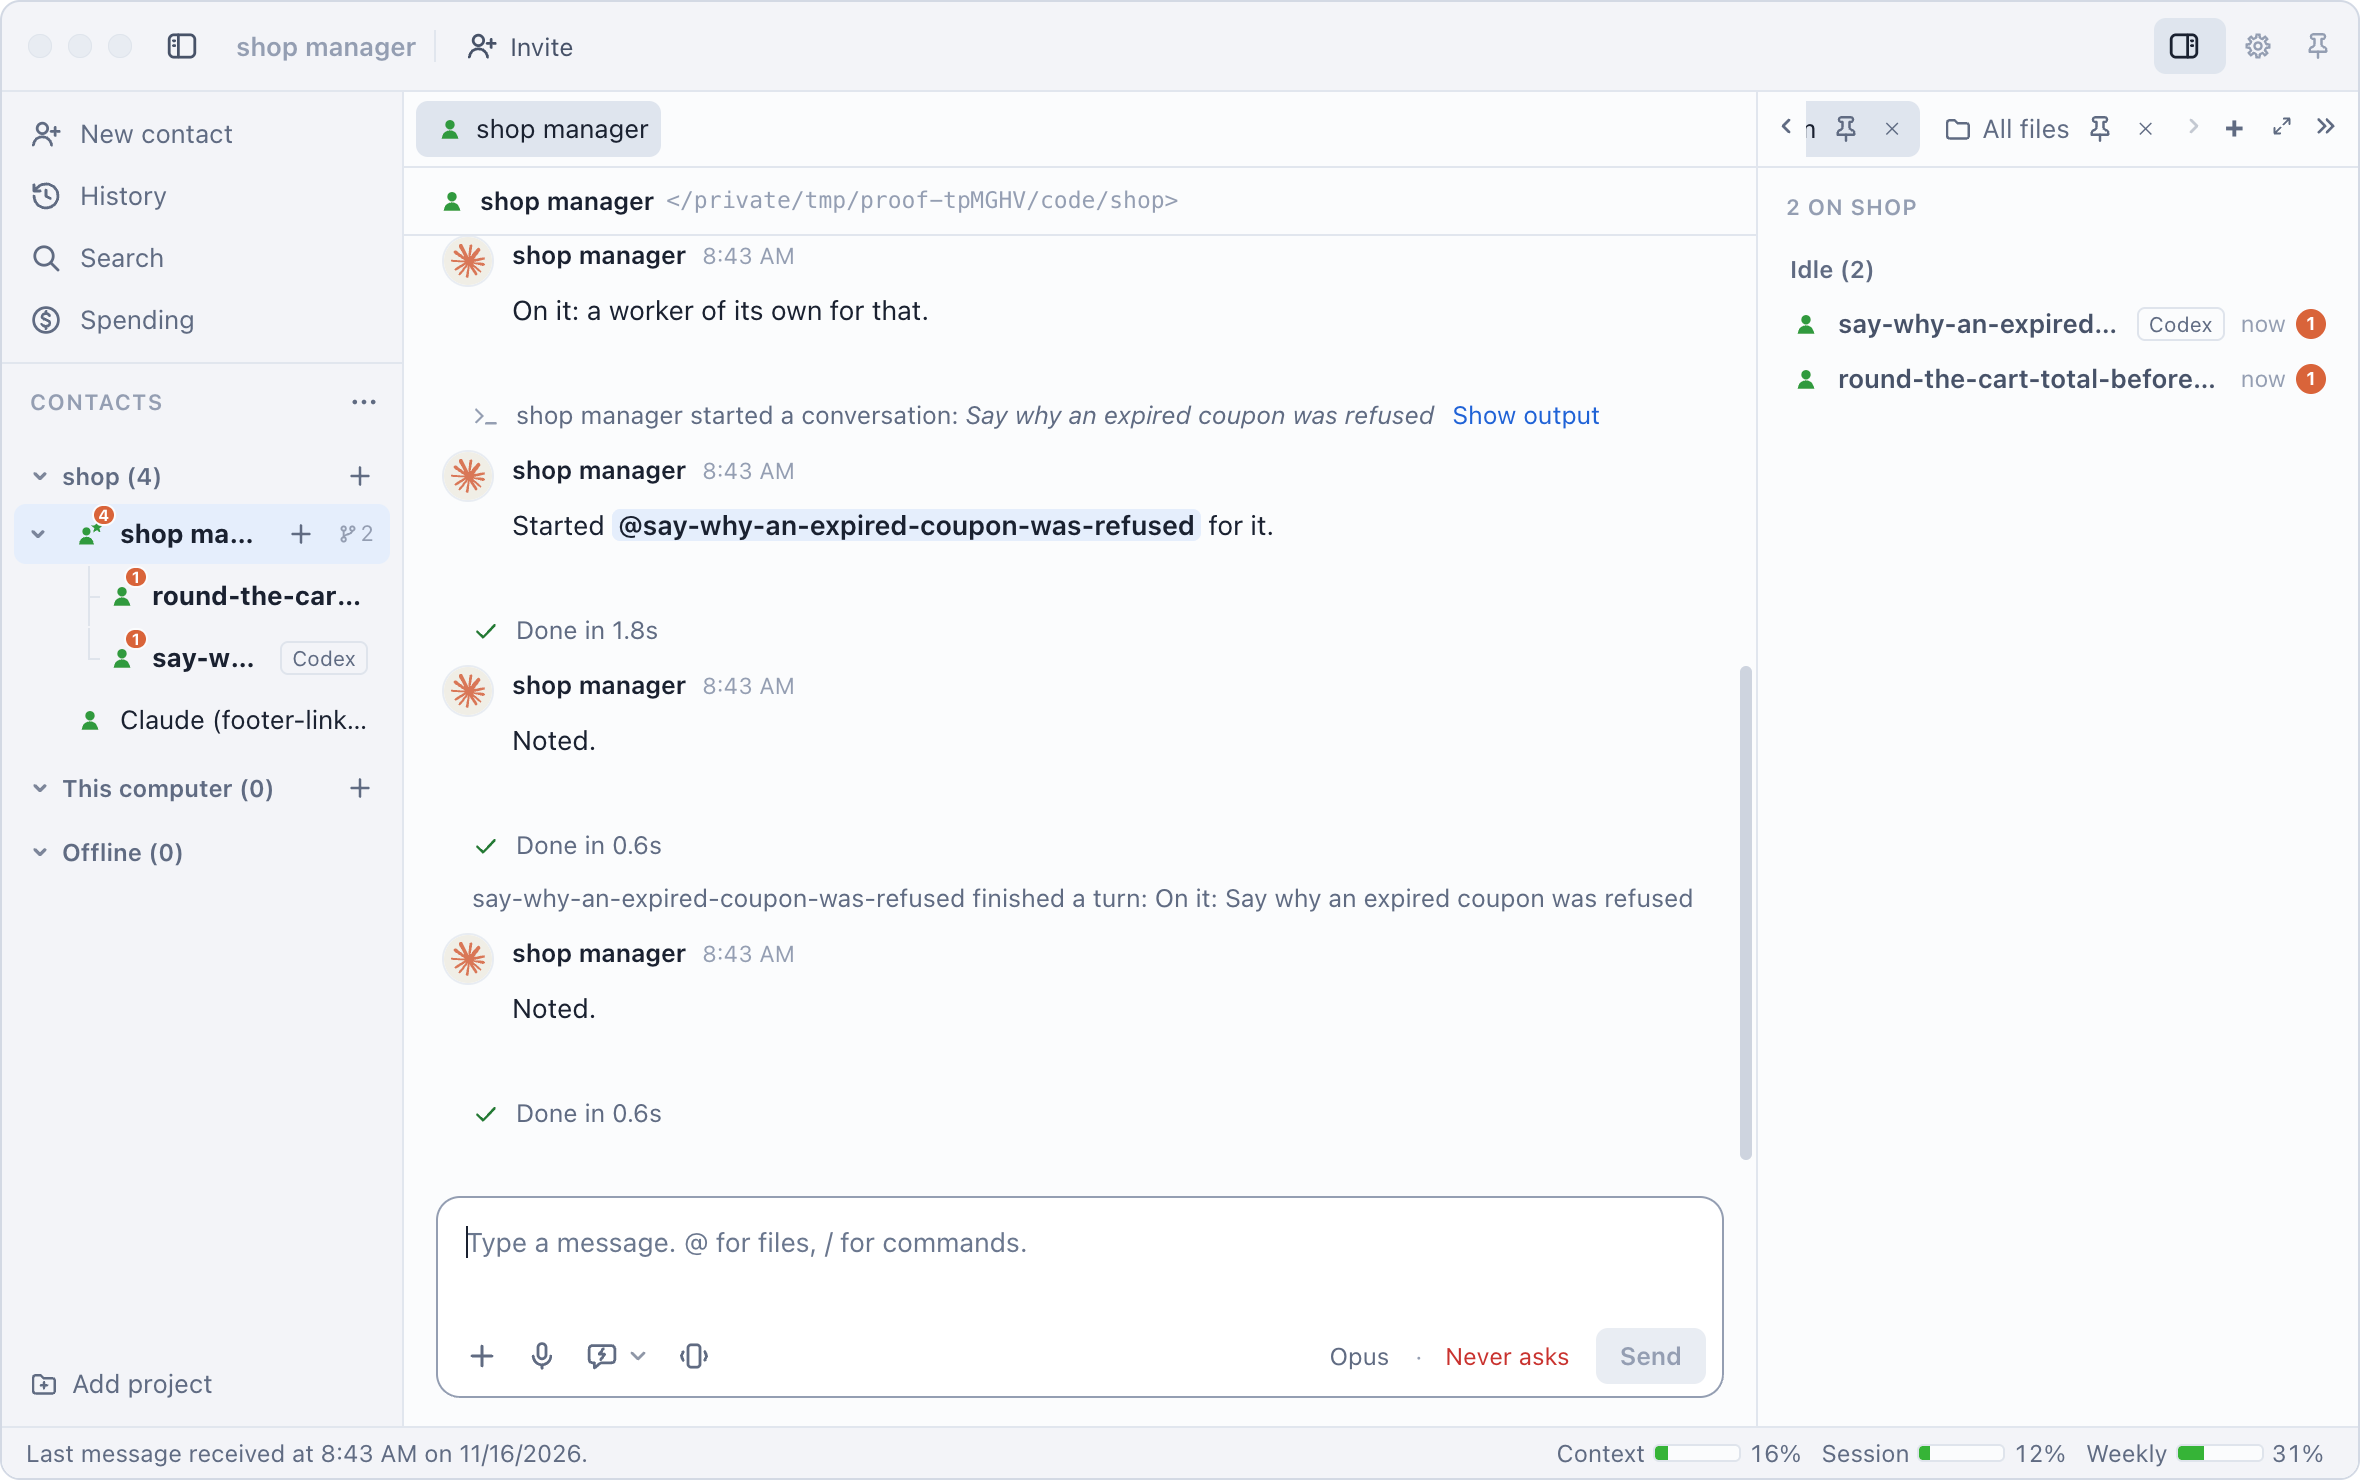 shop manager
Invite
New contact
History
Search
Spending
CONTACTS
shop (4)
4
shop ma...
2
1
round-the-car...
1
say-w...
Codex
Claude (footer-link...
This computer (0)
Offline (0)
Add project
shop manager
shop manager </private/tmp/proof-tpMGHV/code/shop>
shop manager 8:43 AM
On it: a worker of its own for that.
shop manager started a conversation: Say why an expired coupon was refused Show output
shop manager 8:43 AM
Started @say-why-an-expired-coupon-was-refused for it.
Done in 1.8s
shop manager 8:43 AM
Noted.
Done in 0.6s
say-why-an-expired-coupon-was-refused finished a turn: On it: Say why an expired coupon was refused
shop manager 8:43 AM
Noted.
Done in 0.6s
Type a message. @ for files, / for commands.
Opus · Never asks Send
All files
2 ON SHOP
Idle (2)
say-why-an-expired... Codex now 1
round-the-cart-total-before... now 1
Last message received at 8:43 AM on 11/16/2026.
Context 16% Session 12% Weekly 31%